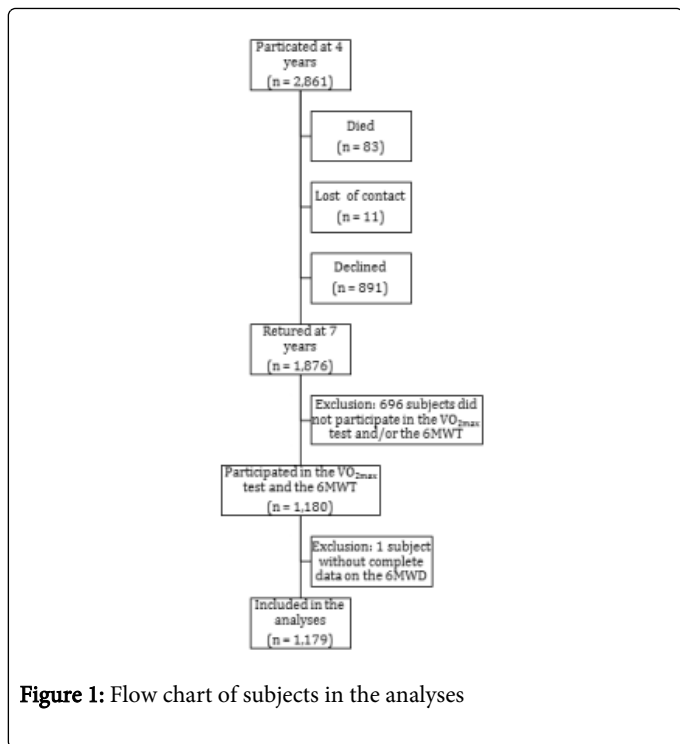 Particated at 4
years
(n = 2,861)
Died
(n = 83)
Lost of contact
(n = 11)
Declined
(n = 891)
Retured at 7
years
(n = 1,876)
Exclusion: 696 subjects did
not participate in the VO2max
test and/or the 6MWT
Participated in the VO2max
test and the 6MWT
(n = 1,180)
Exclusion: 1 subject
without complete
data on the 6MWD
Included in the
analyses
(n = 1,179)
Figure 1: Flow chart of subjects in the analyses